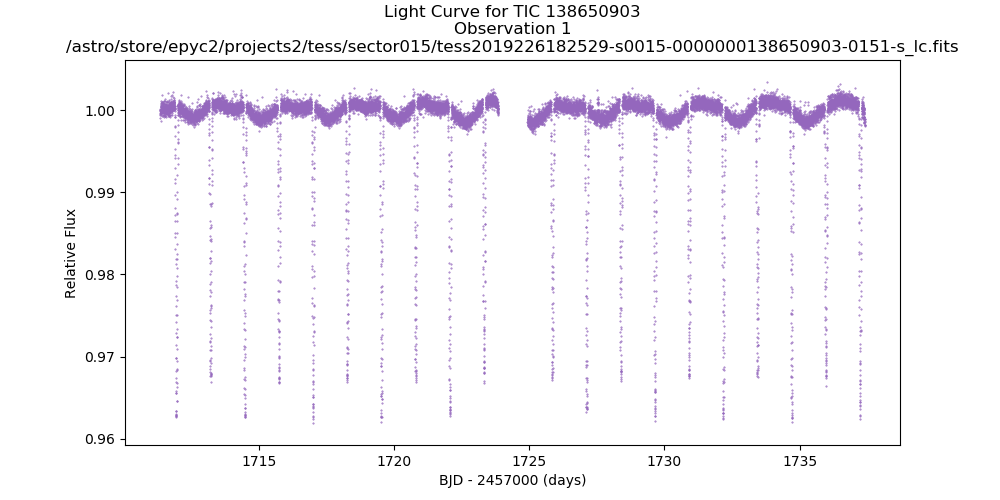 Light Curve for TIC 138650903
Observation 1
/astro/store/epyc2/projects2/tess/sector015/tess2019226182529-s0015-0000000138650903-0151-s_lc.fits
1.00
0.99
0.98
0.97
0.96
Relative Flux
1715
1720
1725
1730
1735
BJD - 2457000 (days)